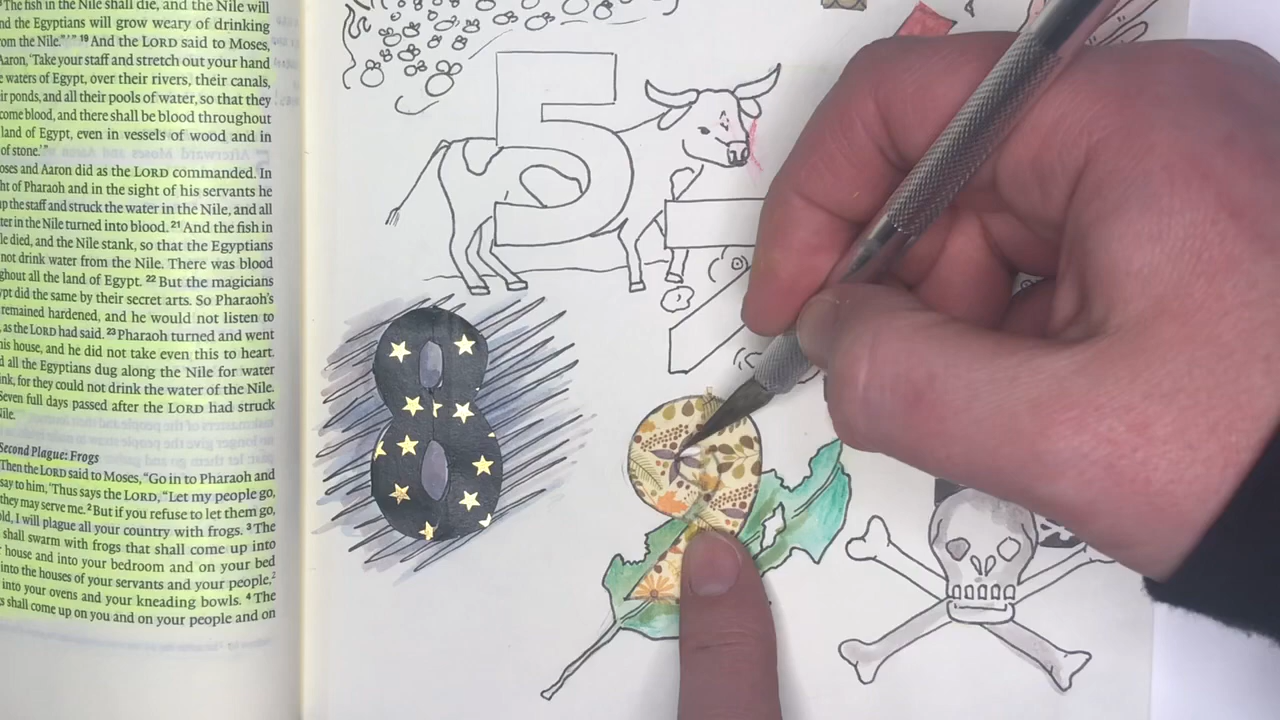 The fish in the Nile shall die, and the Nile will
nd the Egyptians will grow weary of drinking
om the Nile."'" 19 And the LORD said to Moses,
Aaron, 'Take your staff and stretch out your hand
e waters of Egypt, over their rivers, their canals,
ir ponds, and all their pools of water, so that they
come blood, and there shall be blood throughout
land of Egypt, even in vessels of wood and in
of stone.'"
oses and Aaron did as the LORD commanded. In
ht of Pharaoh and in the sight of his servants he
up the staff and struck the water in the Nile, and all
ter in the Nile turned into blood. 21 And the fish in
le died, and the Nile stank, so that the Egyptians
not drink water from the Nile. There was blood
ghout all the land of Egypt. 22 But the magicians
ypt did the same by their secret arts. So Pharaoh's
remained hardened, and he would not listen to
as the LORD had said. 23 Pharaoh turned and went
his house, and he did not take even this to heart.
d all the Egyptians dug along the Nile for water
ink, for they could not drink the water of the Nile.
Seven full days passed after the LORD had struck
Nile.
Second Plague: Frogs
Then the LORD said to Moses, "Go in to Pharaoh and
say to him, 'Thus says the LORD, "Let my people go,
they may serve me. 2 But if you refuse to let them go,
old, I will plague all your country with frogs. 3 The
shall swarm with frogs that shall come up into
house and into your bedroom and on your bed
into the houses of your servants and your people,2
into your ovens and your kneading bowls. 4 The
s shall come up on you and on your people and on
5
7
8
9